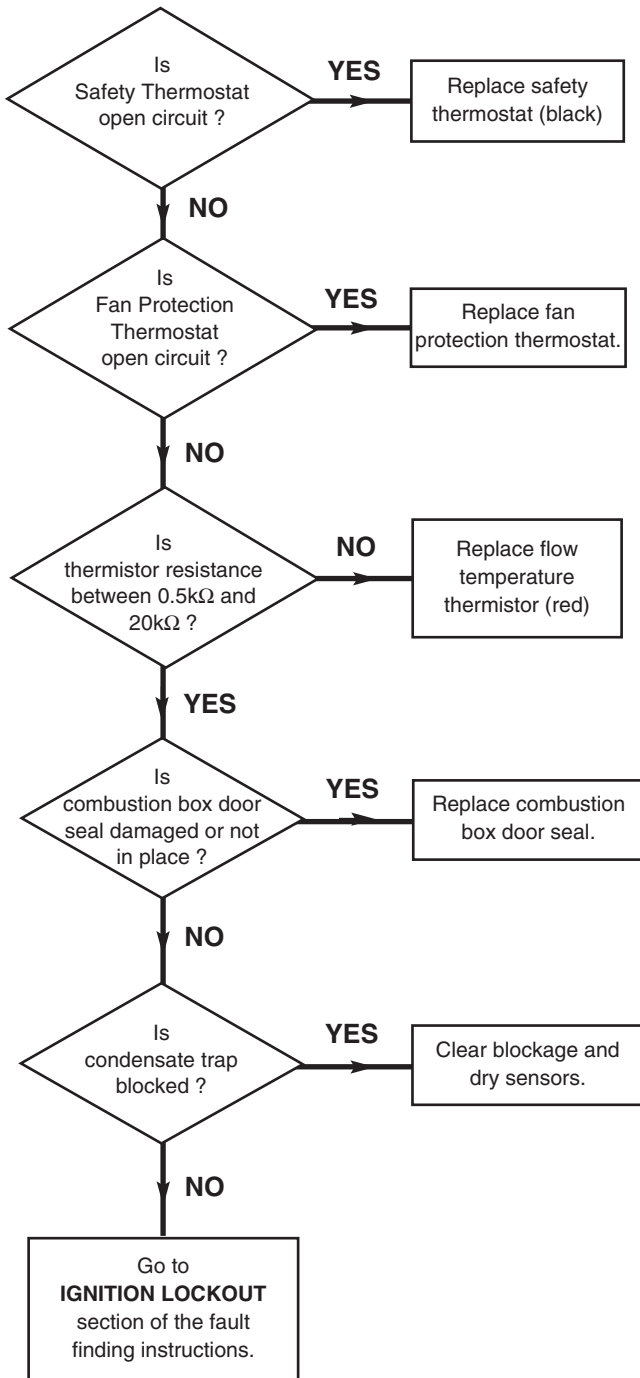 Is
Safety Thermostat
open circuit ?
YES
Replace safety
thermostat (black)
NO
Is
Fan Protection
Thermostat
open circuit ?
YES
Replace fan
protection thermostat.
NO
Is
thermistor resistance
between 0.5kΩ and
20kΩ ?
NO
Replace flow
temperature
thermistor (red)
YES
Is
combustion box door
seal damaged or not
in place ?
YES
Replace combustion
box door seal.
NO
Is
condensate trap
blocked ?
YES
Clear blockage and
dry sensors.
NO
Go to
IGNITION LOCKOUT
section of the fault
finding instructions.